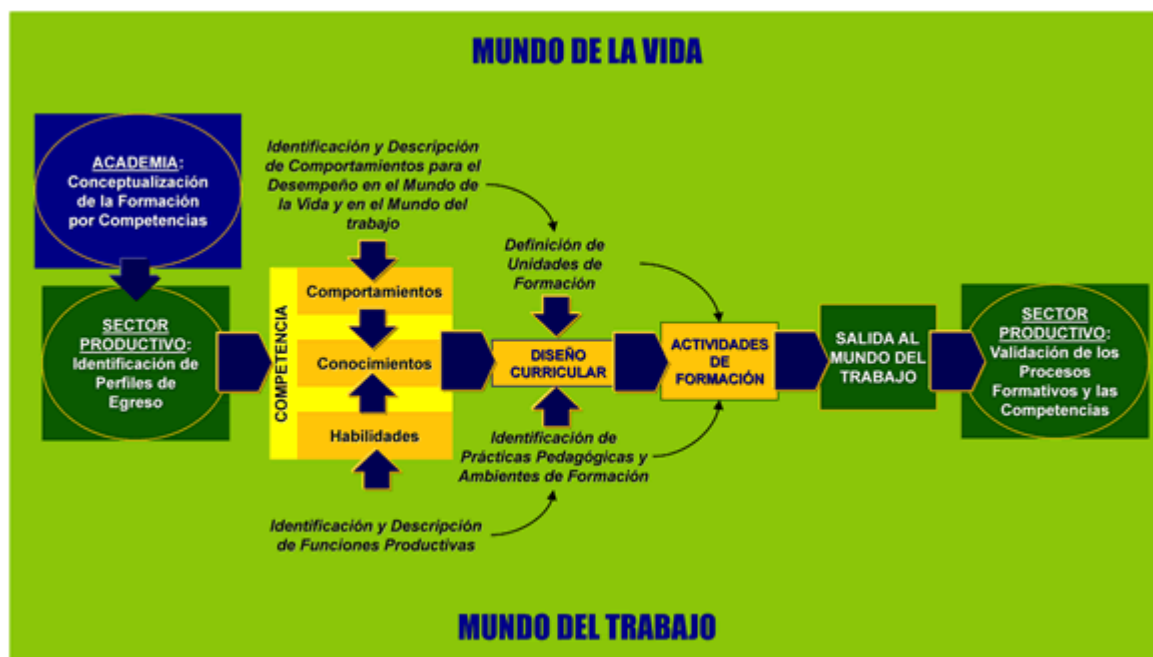 MUNDO DE LA VIDA
ACADEMIA:
Conceptualización
de la Formación
por Competencias
SECTOR
PRODUCTIVO:
Identificación de
Perfiles de
Egreso
Identificación y Descripción
de Comportamientos para el
Desempeño en el Mundo de
la Vida y en el Mundo del
trabajo
COMPETENCIA
Comportamientos
Conocimientos
Habilidades
Identificación y Descripción
de Funciones Productivas
Definición de
Unidades de
Formación
DISEÑO
CURRICULAR
Identificación de
Prácticas Pedagógicas y
Ambientes de Formación
ACTIVIDADES
DE
FORMACIÓN
SALIDA AL
MUNDO DEL
TRABAJO
SECTOR
PRODUCTIVO:
Validación de los
Procesos
Formativos y las
Competencias
MUNDO DEL TRABAJO